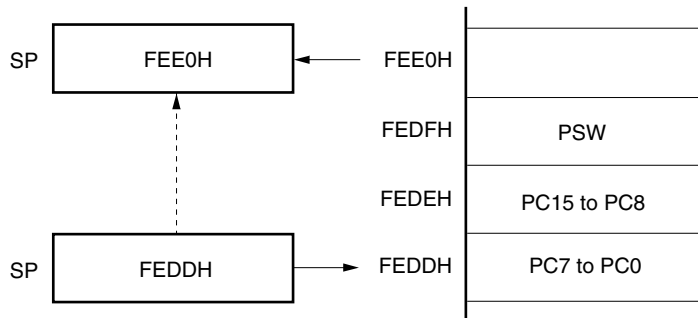 SP FEE0H FEE0H
FEDFH PSW
FEDEH PC15 to PC8
SP FEDDH FEDDH PC7 to PC0